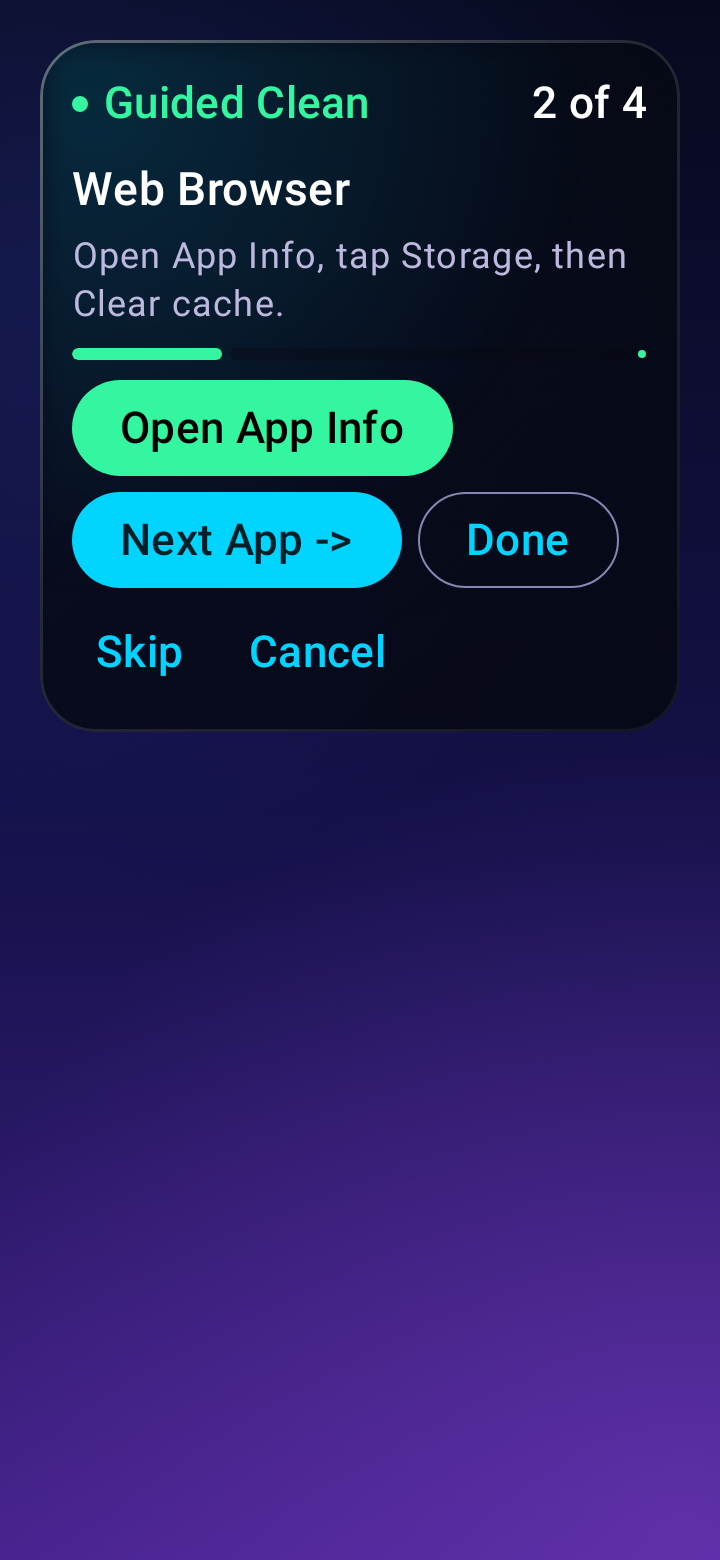 Guided Clean
2 of 4
Web Browser
Open App Info, tap Storage, then
Clear cache.
Open App Info
Next App ->
Done
Skip
Cancel